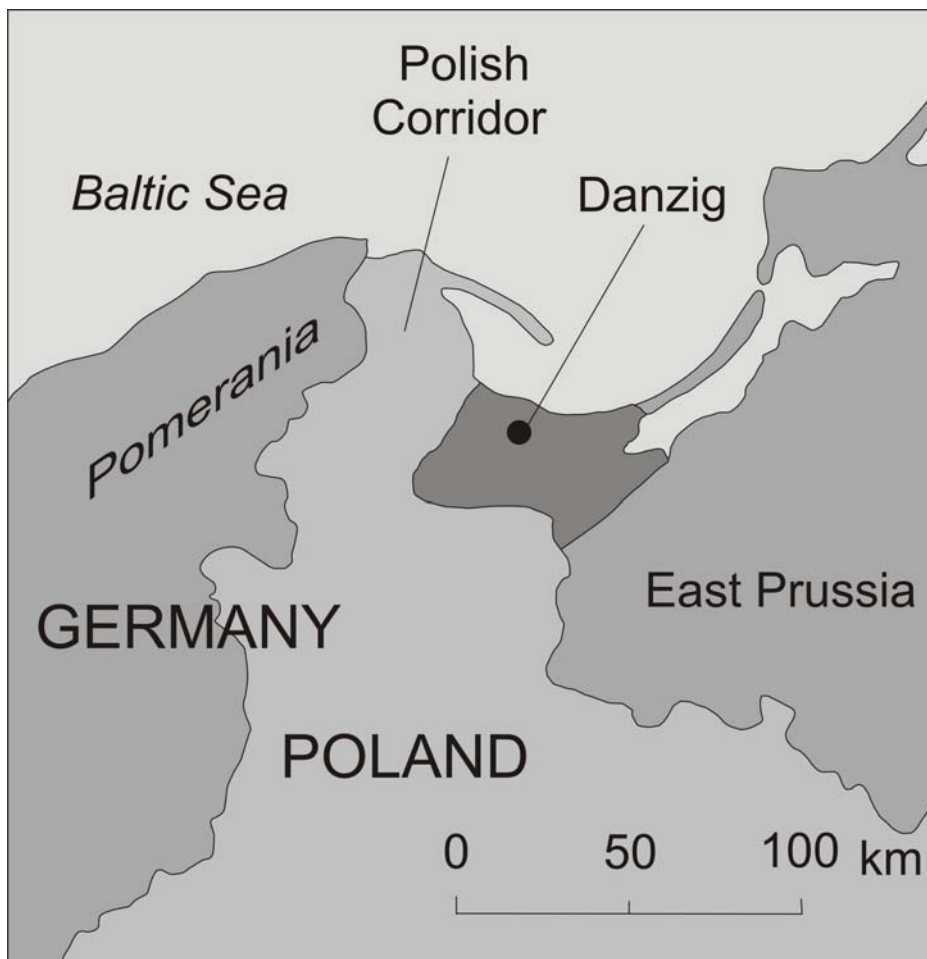 Polish
Corridor
Baltic Sea
Danzig
Pomerania
East Prussia
GERMANY
POLAND
0 50 100 km